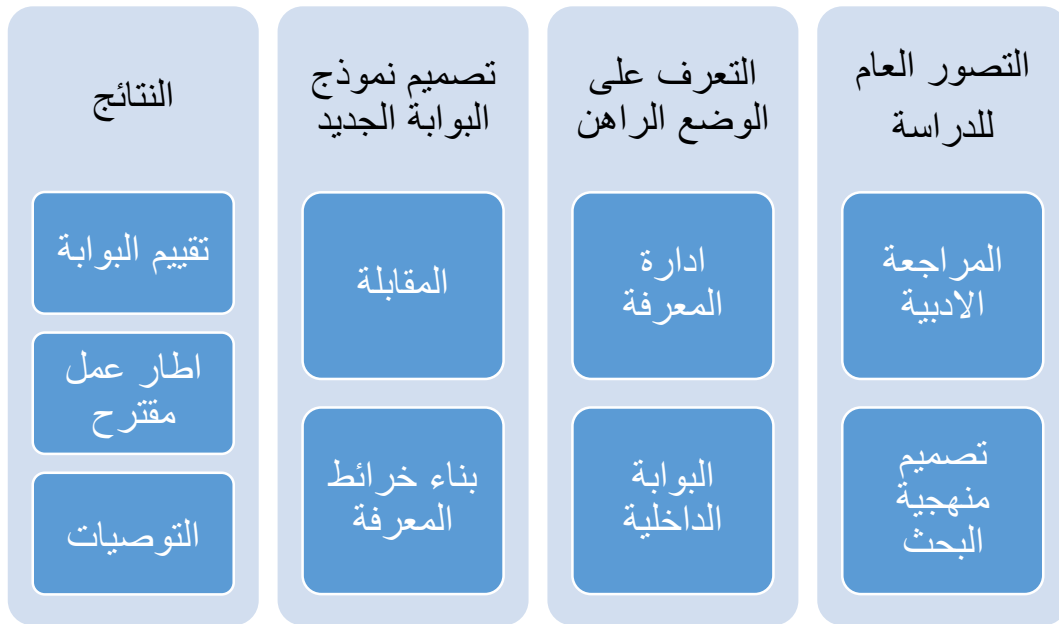 التصور العام
للدراسة
المراجعة
الادبية
تصميم
منهجية
البحث
التعرف على
الوضع الراهن
ادارة
المعرفة
البوابة
الداخلية
تصميم نموذج
البوابة الجديد
المقابلة
بناء خرائط
المعرفة
النتائج
تقييم البوابة
اطار عمل
مقترح
التوصيات